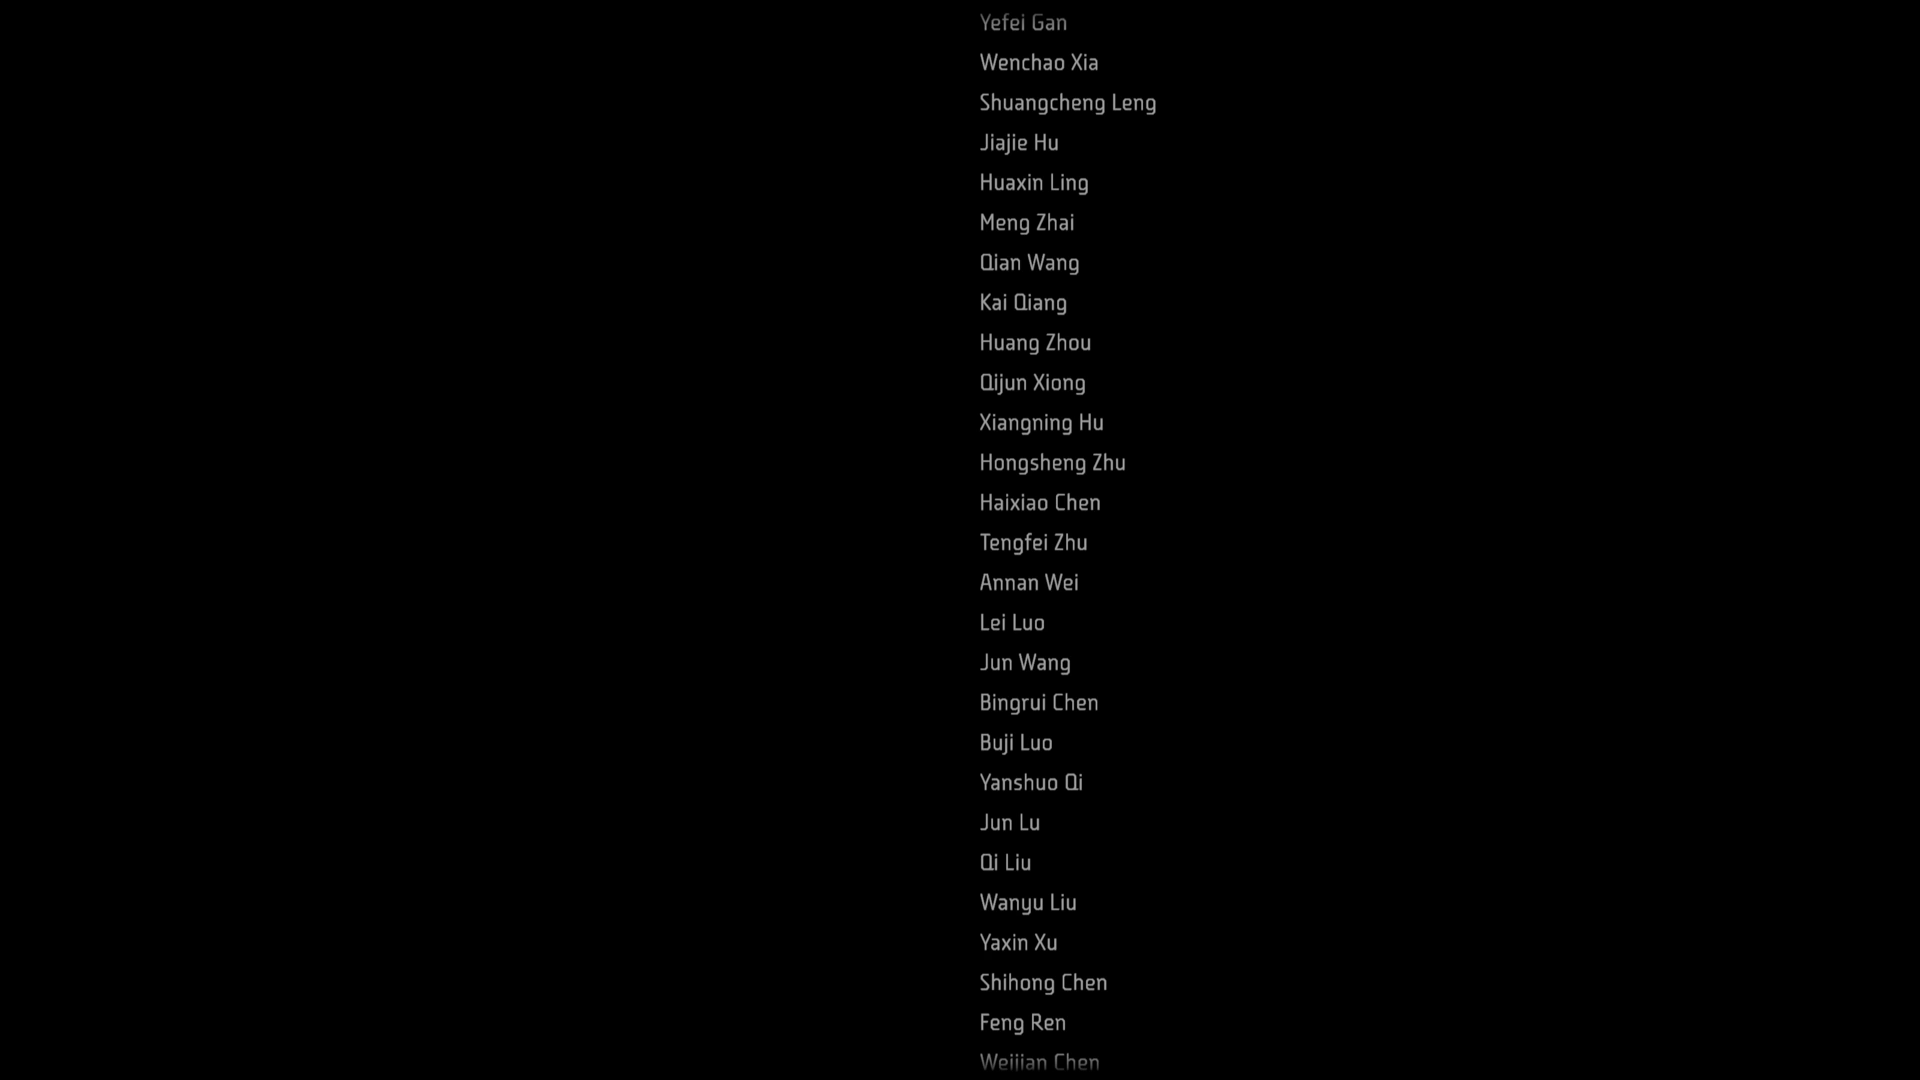 Yefei Gan
Wenchao Xia
Shuangcheng Leng
Jiajie Hu
Huaxin Ling
Meng Zhai
Qian Wang
Kai Qiang
Huang Zhou
Qijun Xiong
Xiangning Hu
Hongsheng Zhu
Haixiao Chen
Tengfei Zhu
Annan Wei
Lei Luo
Jun Wang
Bingrui Chen
Buji Luo
Yanshuo Qi
Jun Lu
Qi Liu
Wanyu Liu
Yaxin Xu
Shihong Chen
Feng Ren
Weijian Chen